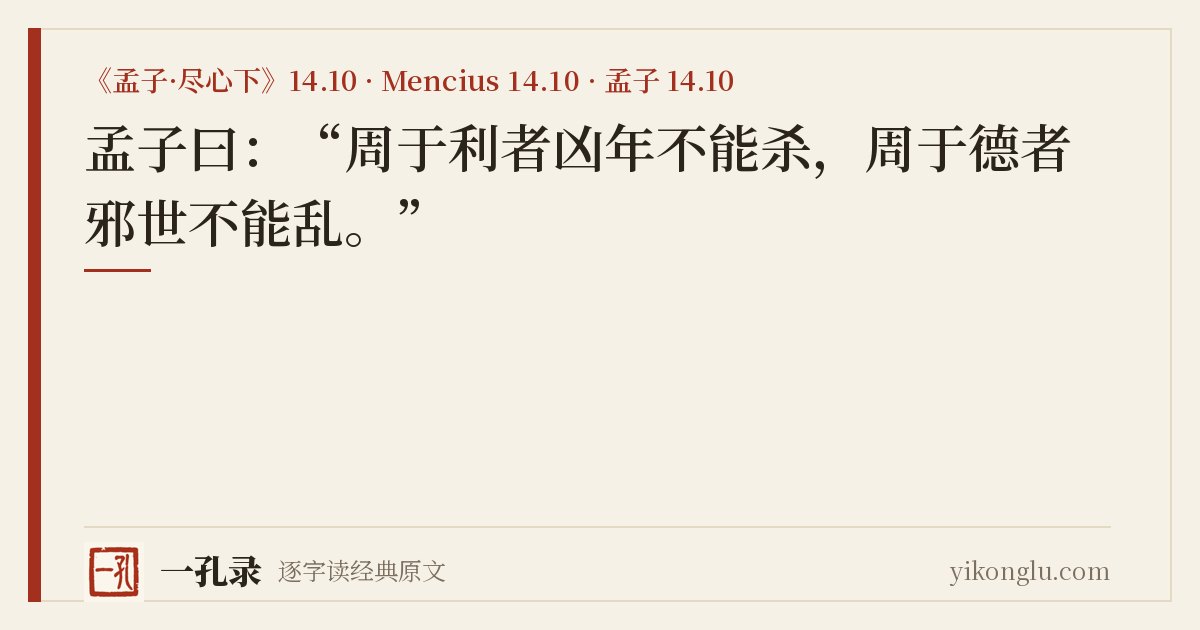 《孟子·尽心下》14.10 · Mencius 14.10 · 孟子 14.10
孟子曰：“周于利者凶年不能杀，周于德者
邪世不能乱。”
一孔
一孔录 逐字读经典原文 yikonglu.com